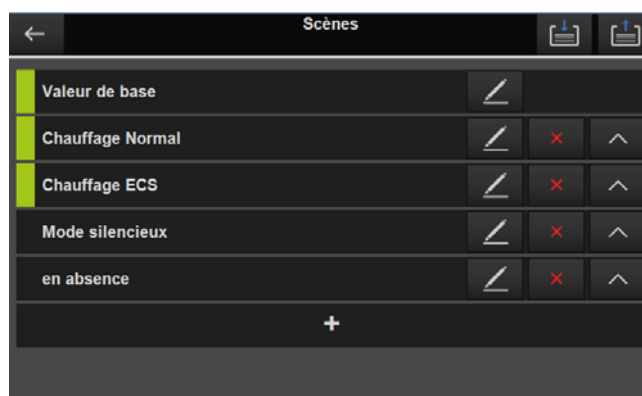 Scènes
Valeur de base
Chauffage Normal
Chauffage ECS
Mode silencieux
en absence
+